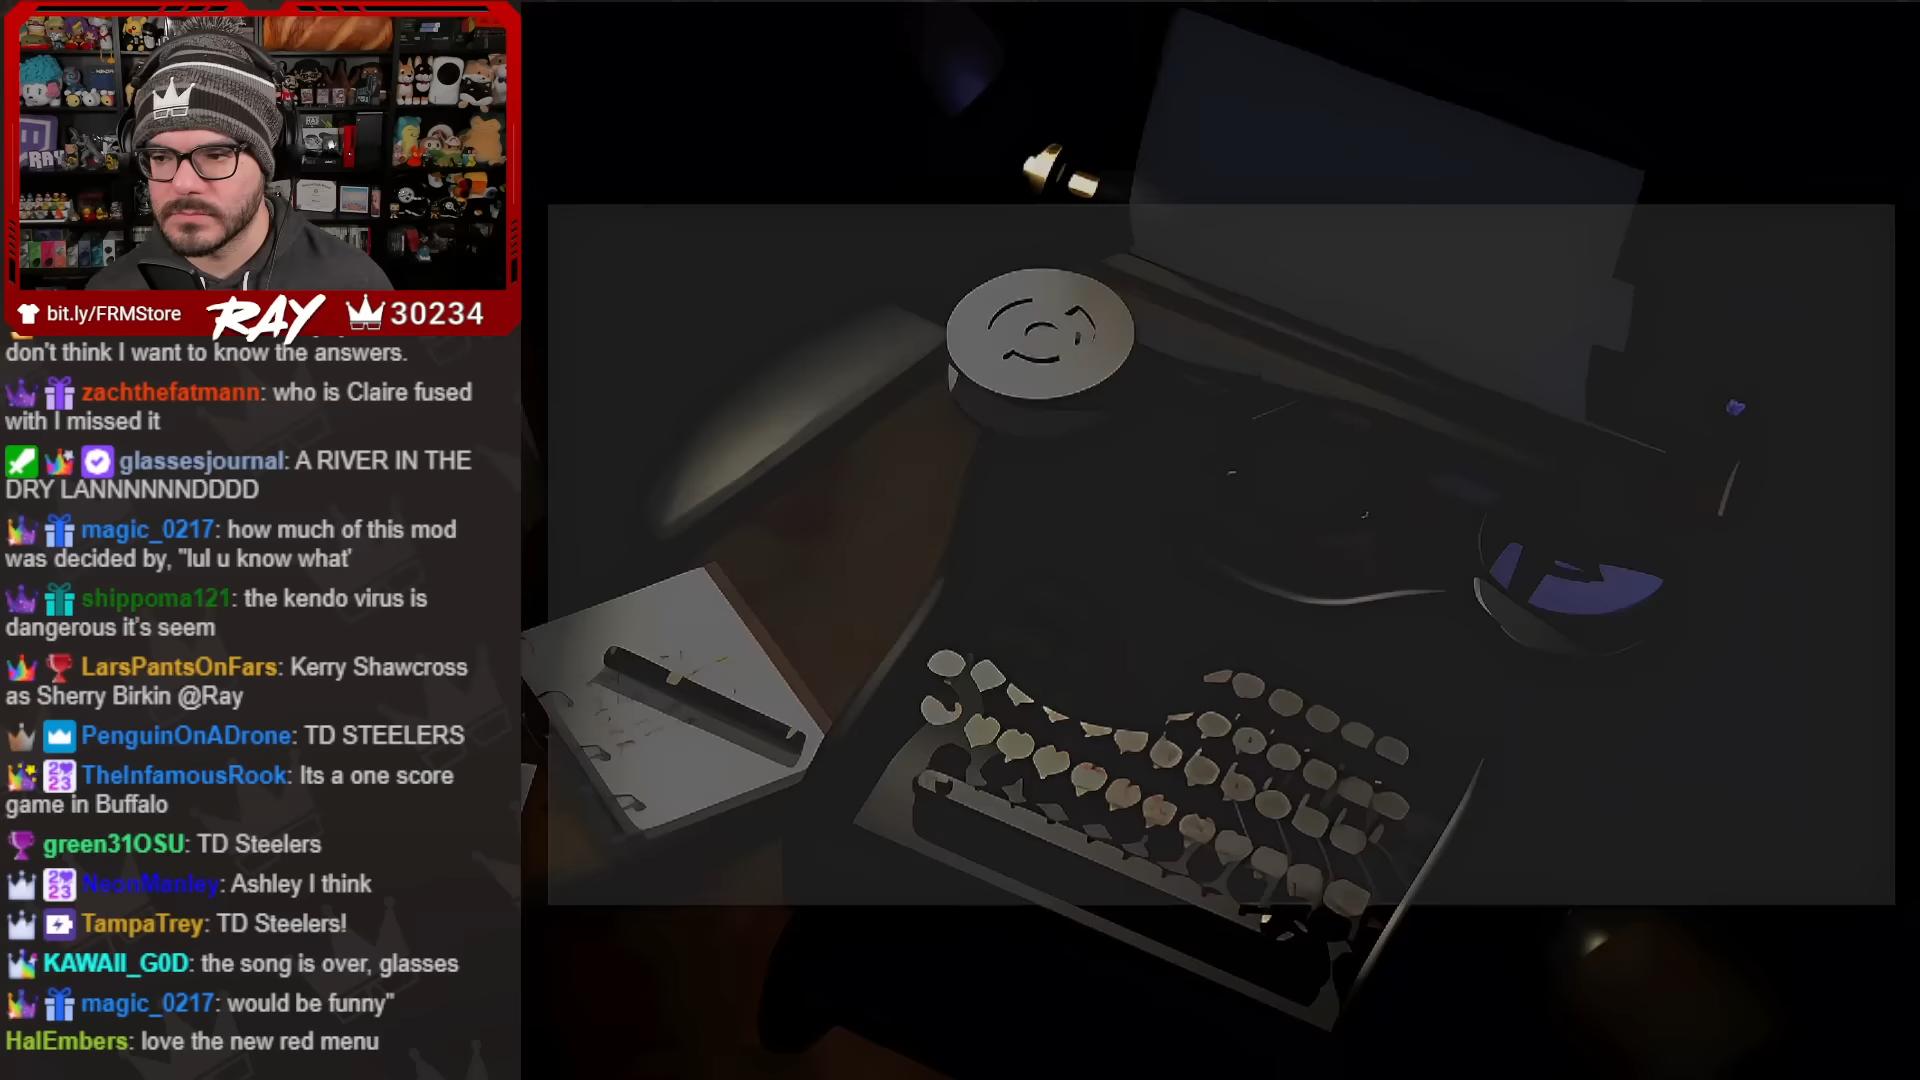 bit.ly/FRMStore RAY 30234
don't think I want to know the answers.
zachthefatmann: who is Claire fused
with I missed it
glassesjournal: A RIVER IN THE
DRY LANNNNNNDDDD
magic_0217: how much of this mod
was decided by, "lul u know what'
shippoma121: the kendo virus is
dangerous it's seem
LarsPantsOnFars: Kerry Shawcross
as Sherry Birkin @Ray
PenguinOnADrone: TD STEELERS
TheInfamousRook: Its a one score
game in Buffalo
green31OSU: TD Steelers
NeonManley: Ashley I think
TampaTrey: TD Steelers!
KAWAII_G0D: the song is over, glasses
magic_0217: would be funny"
HalEmbers: love the new red menu